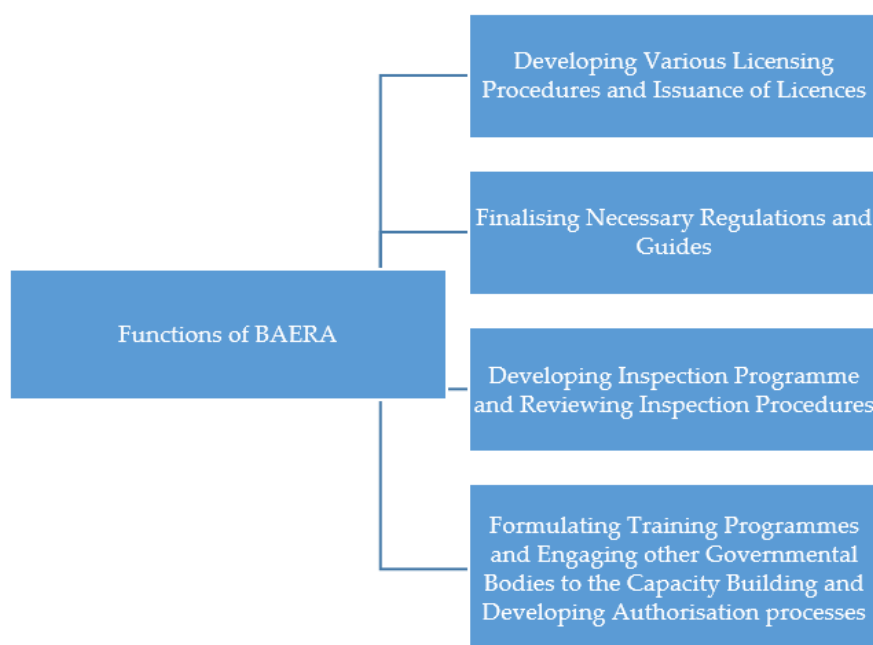 Developing Various Licensing
Procedures and Issuance of Licences
Finalising Necessary Regulations and
Guides
Functions of BAERA
Developing Inspection Programme
and Reviewing Inspection Procedures
Formulating Training Programmes
and Engaging other Governmental
Bodies to the Capacity Building and
Developing Authorisation processes